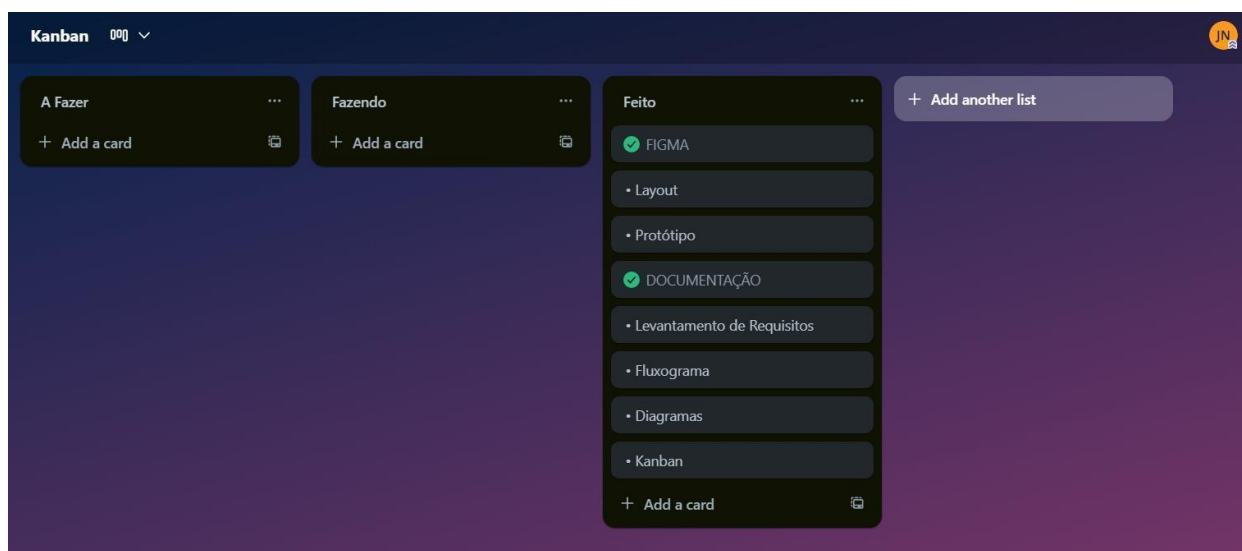 Kanban
JN
A Fazer
+ Add a card
Fazendo
+ Add a card
Feito
FIGMA
• Layout
• Protótipo
DOCUMENTAÇÃO
• Levantamento de Requisitos
• Fluxograma
• Diagramas
• Kanban
+ Add a card
+ Add another list